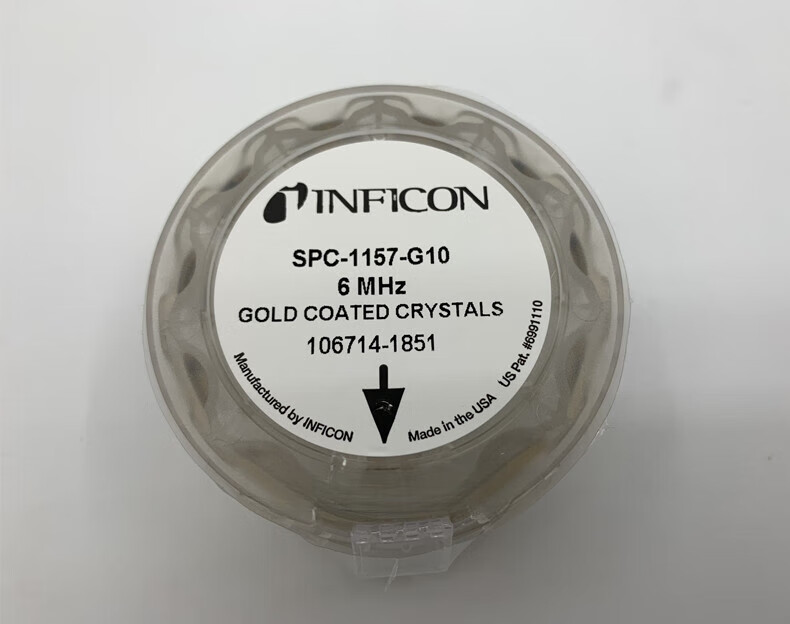 INFICON
SPC-1157-G10
6 MHz
GOLD COATED CRYSTALS
106714-1851
Manufactured by INFICON
Made in the USA
US Pat. #6991110